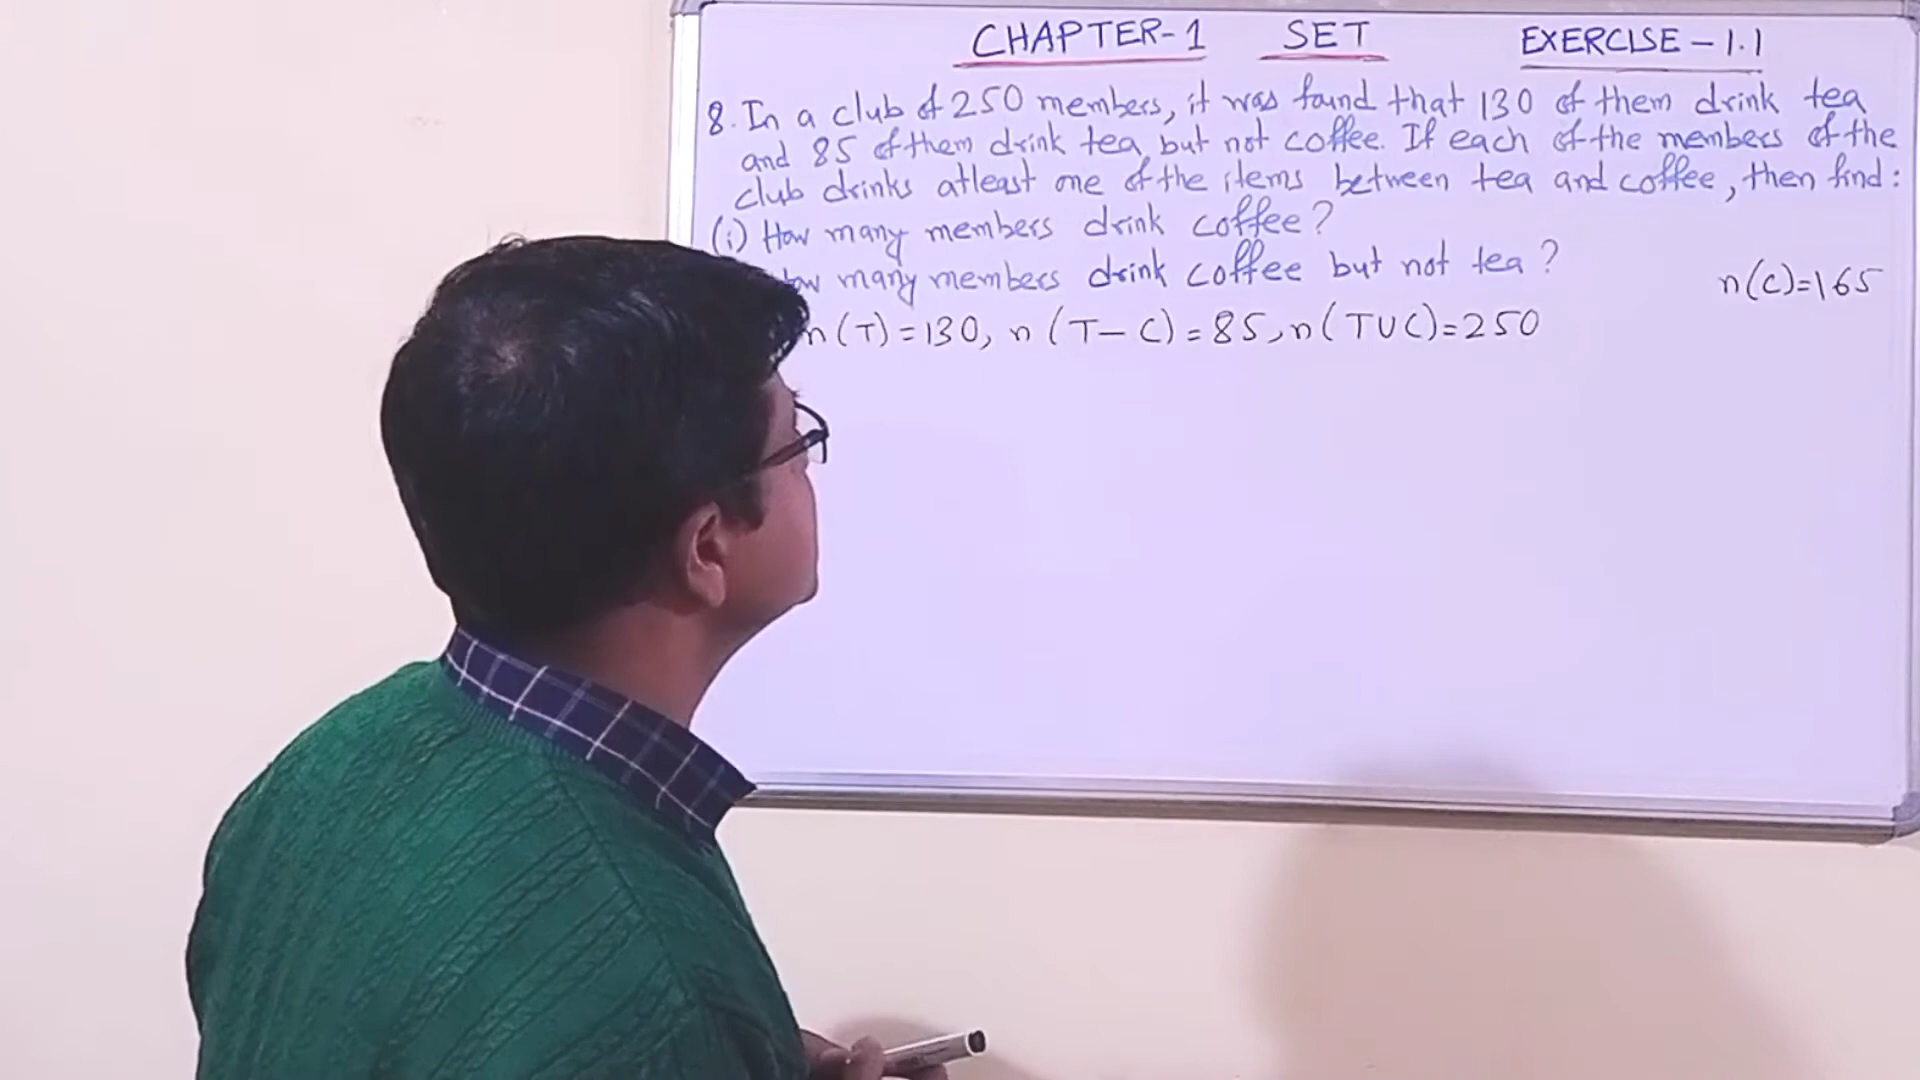 CHAPTER-1 SET EXERCISE-1.1
8. In a club of 250 members, it was found that 130 of them drink tea
and 85 of them drink tea but not coffee. If each of the members of the
club drinks atleast one of the items between tea and coffee, then find:
(i) How many members drink coffee?
many members drink coffee but not tea?
n(C)=165
n(T)=130, n(T-C)=85, n(TUC)=250